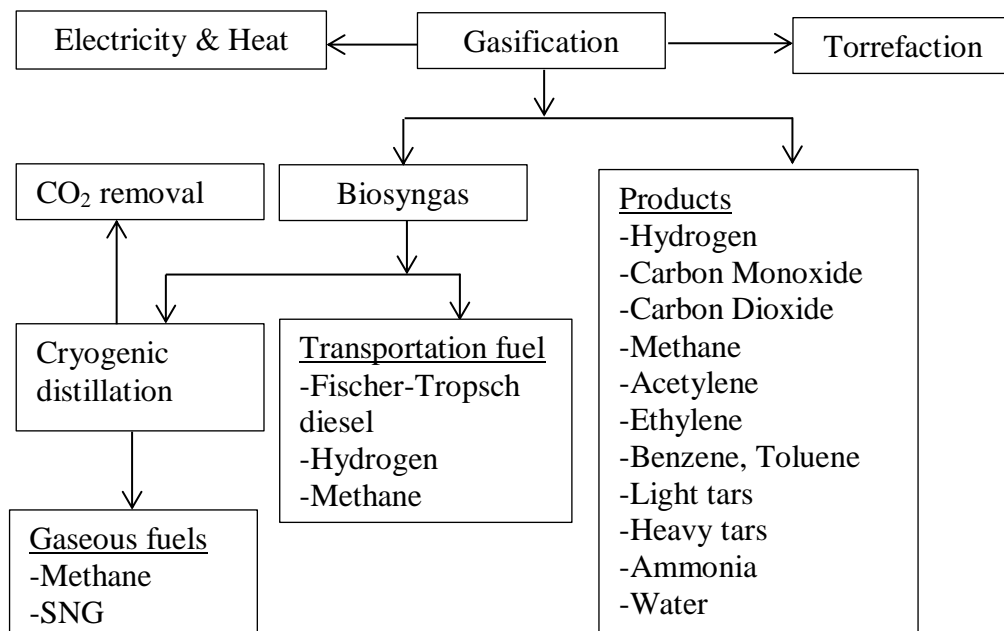 Electricity & Heat
Gasification
Torrefaction
CO₂ removal
Biosyngas
Products
-Hydrogen
-Carbon Monoxide
-Carbon Dioxide
-Methane
-Acetylene
-Ethylene
-Benzene, Toluene
-Light tars
-Heavy tars
-Ammonia
-Water
Cryogenic
distillation
Transportation fuel
-Fischer-Tropsch
diesel
-Hydrogen
-Methane
Gaseous fuels
-Methane
-SNG